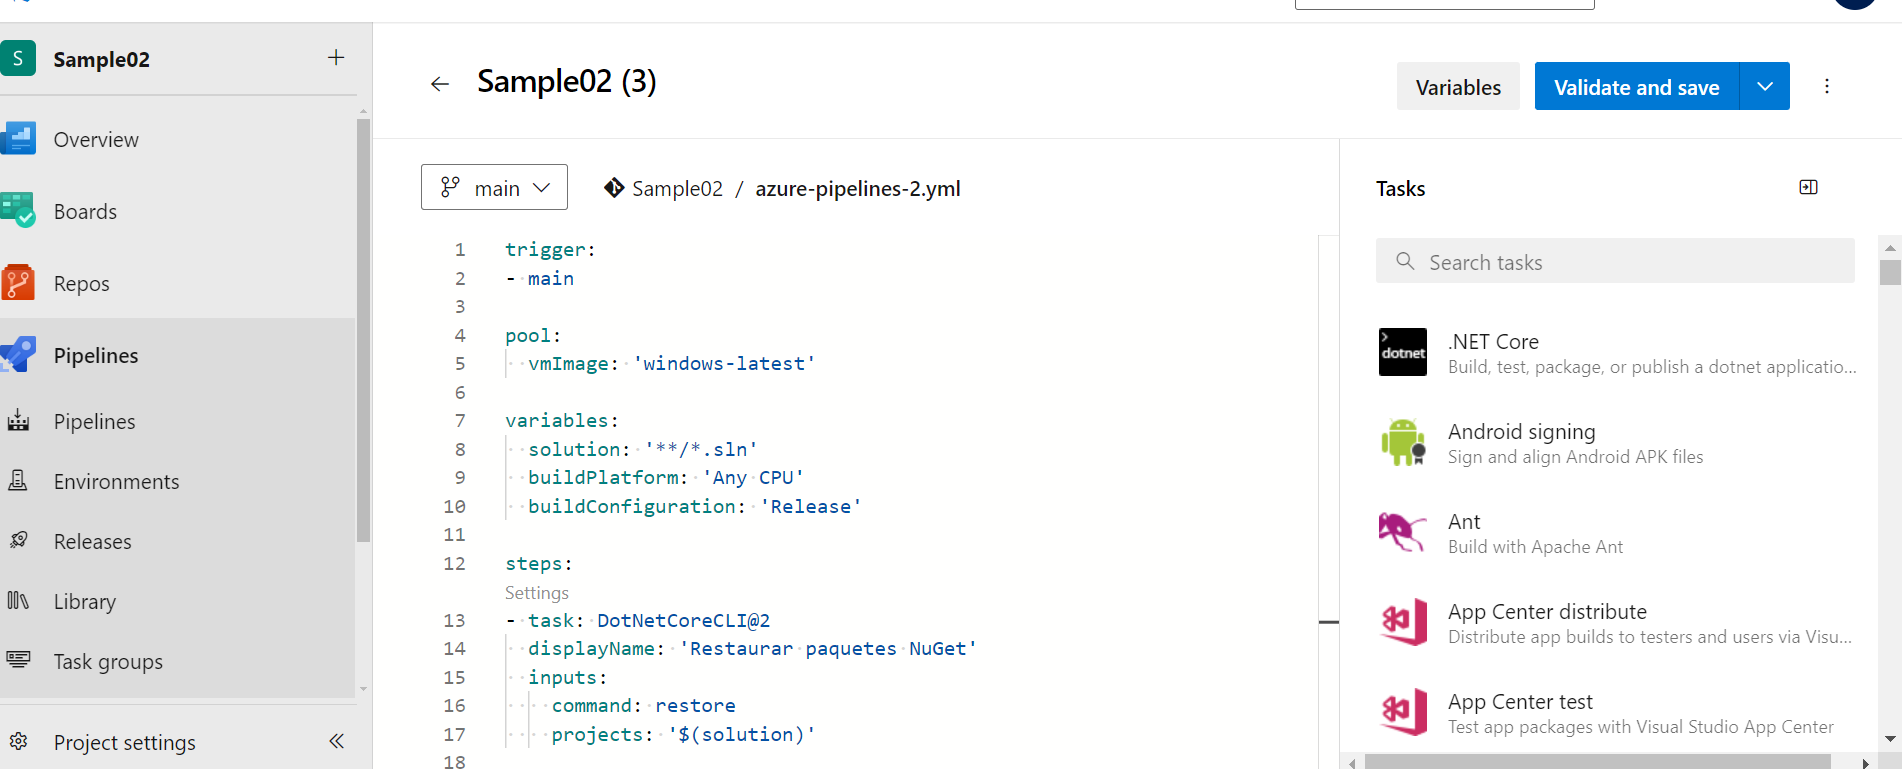 S Sample02 +
Overview
Boards
Repos
Pipelines
Pipelines
Environments
Releases
Library
Task groups
Project settings
Sample02 (3)
Variables
Validate and save
main
Sample02 / azure-pipelines-2.yml
1 trigger:
2 - main
3
4 pool:
5 vmImage: 'windows-latest'
6
7 variables:
8 solution: '**/*.sln'
9 buildPlatform: 'Any CPU'
10 buildConfiguration: 'Release'
11
12 steps:
Settings
13 - task: DotNetCoreCLI@2
14 displayName: 'Restaurar paquetes NuGet'
15 inputs:
16 command: restore
17 projects: '$(solution)'
18
Tasks
Search tasks
dotnet
.NET Core
Build, test, package, or publish a dotnet applicatio...
Android signing
Sign and align Android APK files
Ant
Build with Apache Ant
App Center distribute
Distribute app builds to testers and users via Visu...
App Center test
Test app packages with Visual Studio App Center